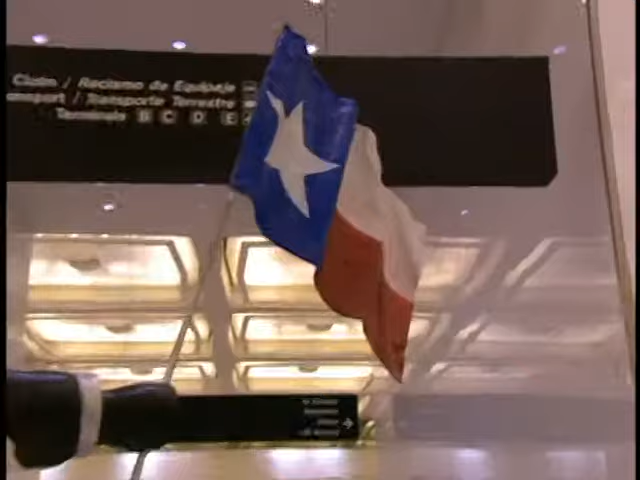 Claim / Reclamo de Equipaje
ansport / Transporte Terrestre
Terminals B C D E